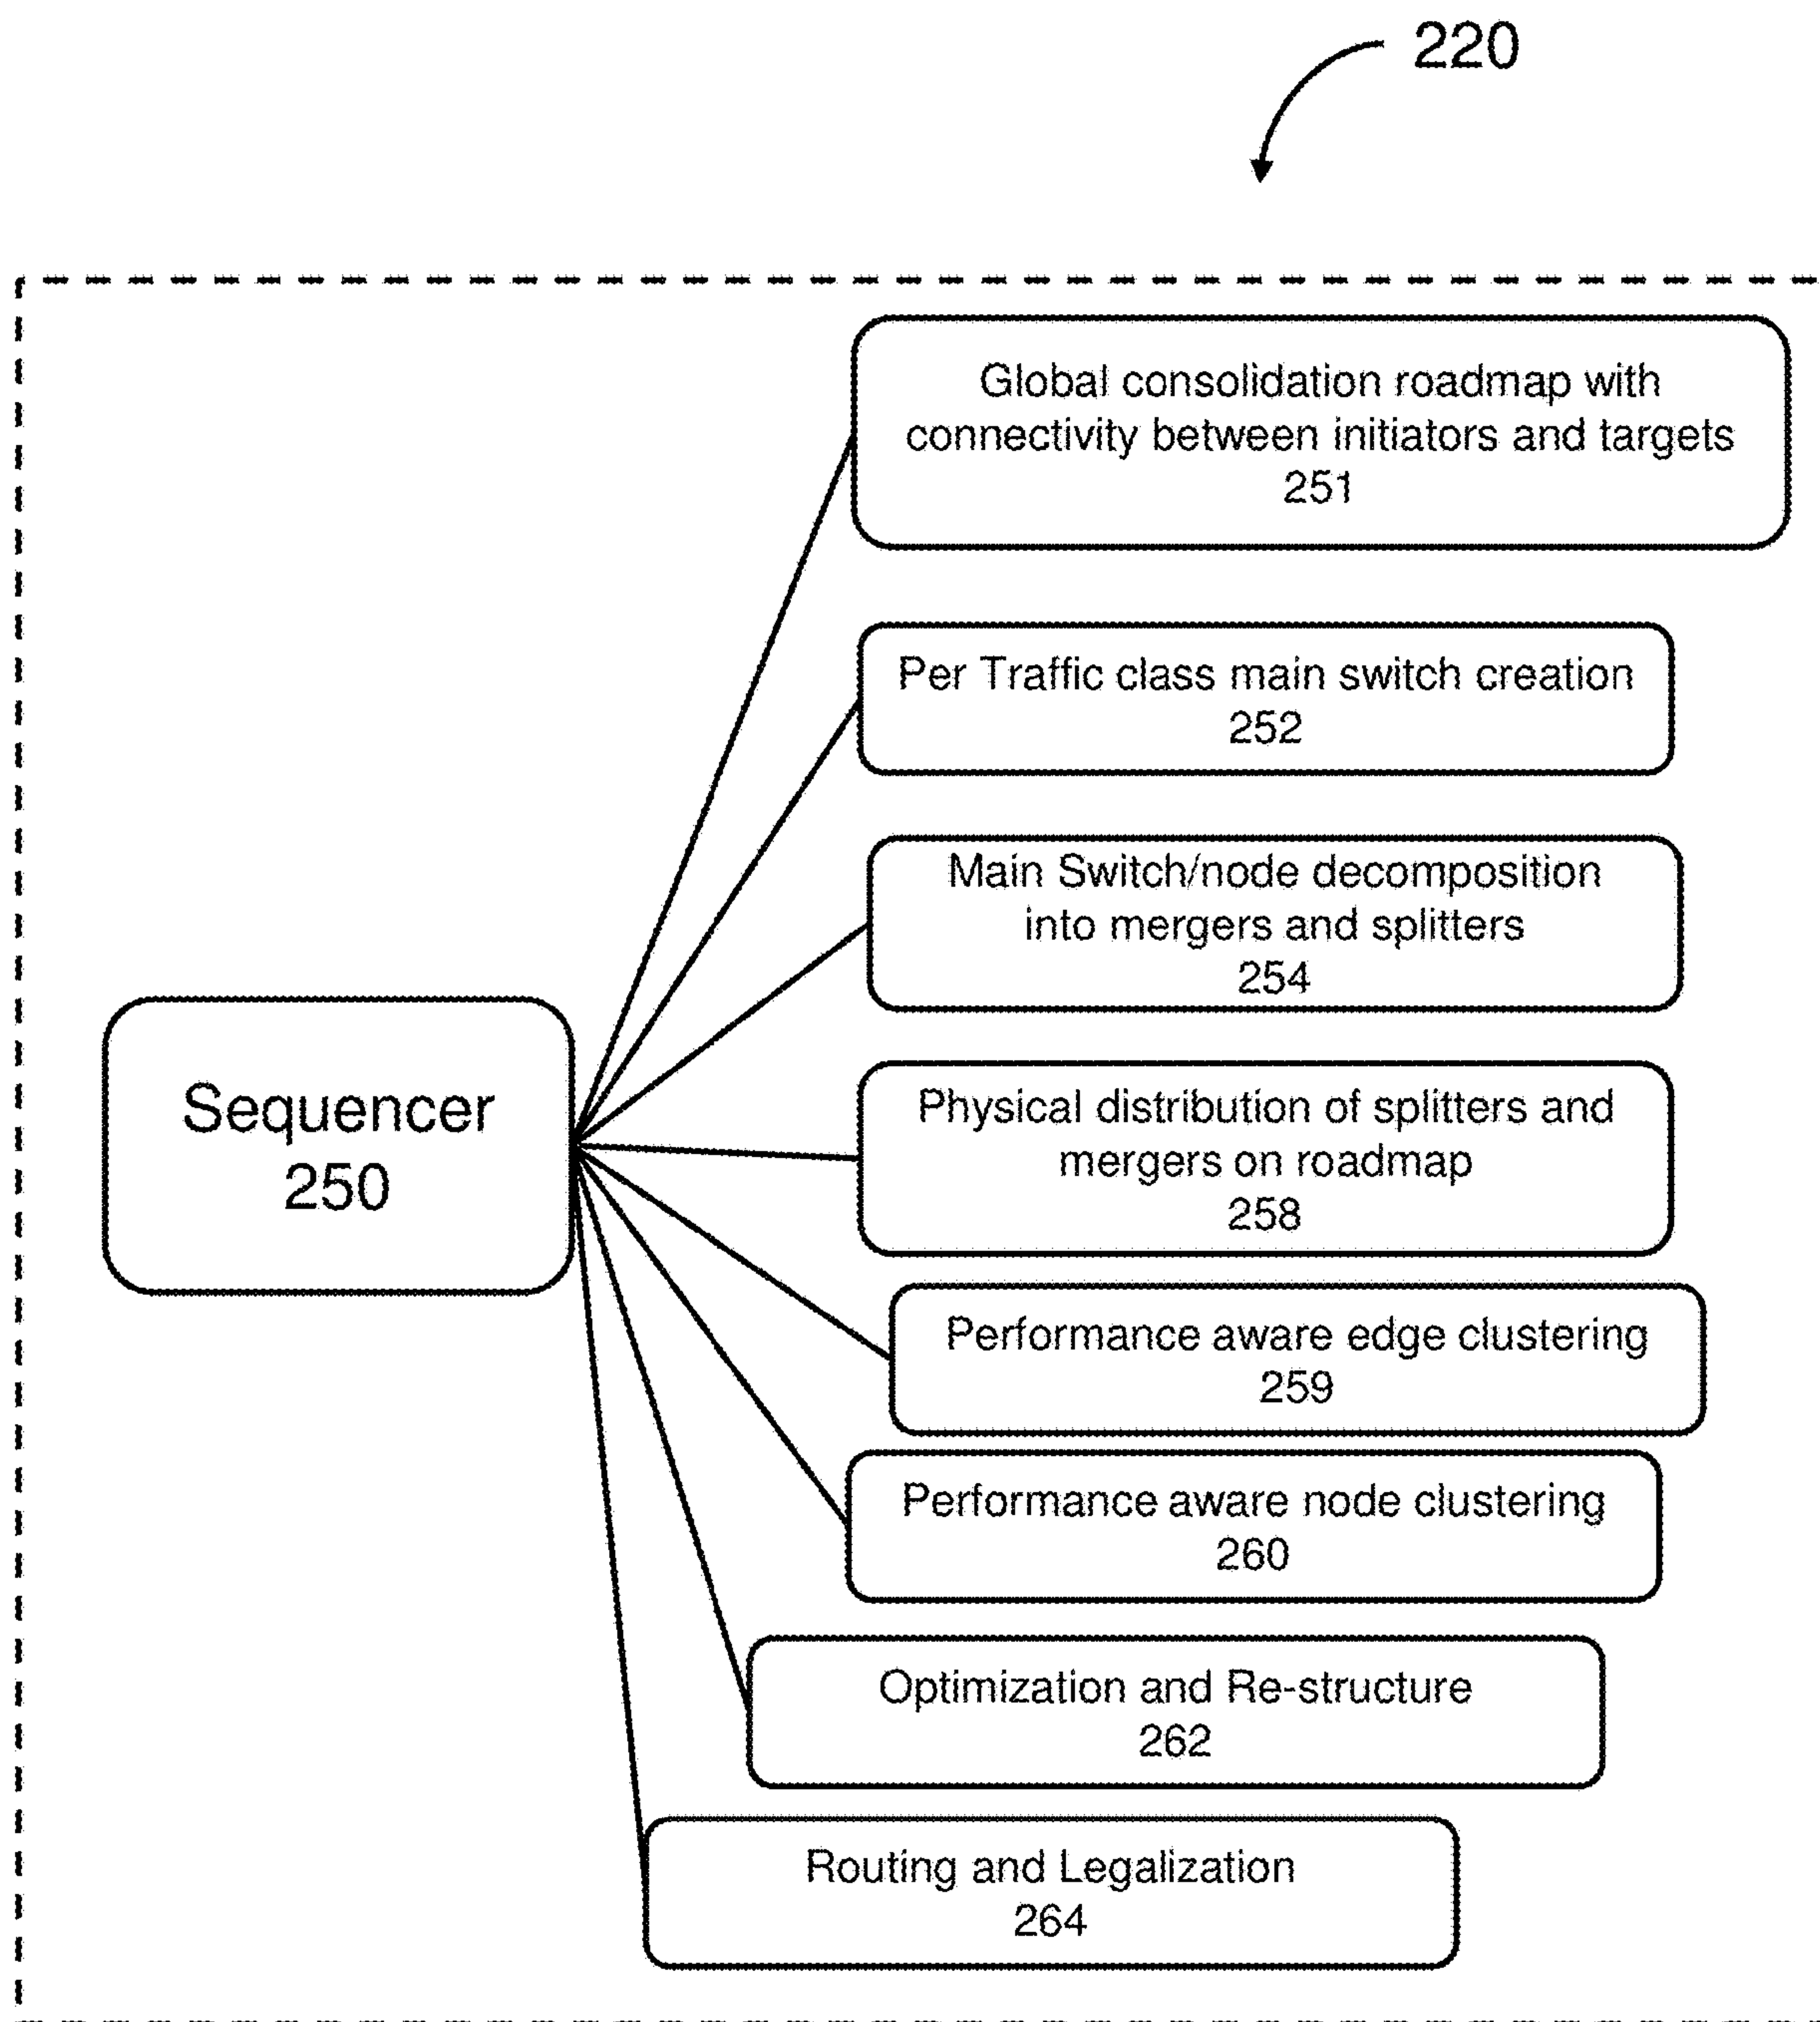 220
Global consolidation roadmap with
connectivity between initiators and targets
251
Per Traffic class main switch creation
252
Main Switch/node decomposition
into mergers and splitters
254
Sequencer
250
Physical distribution of splitters and
mergers on roadmap
258
Performance aware edge clustering
259
Performance aware node clustering
260
Optimization and Re-structure
262
Routing and Legalization
264